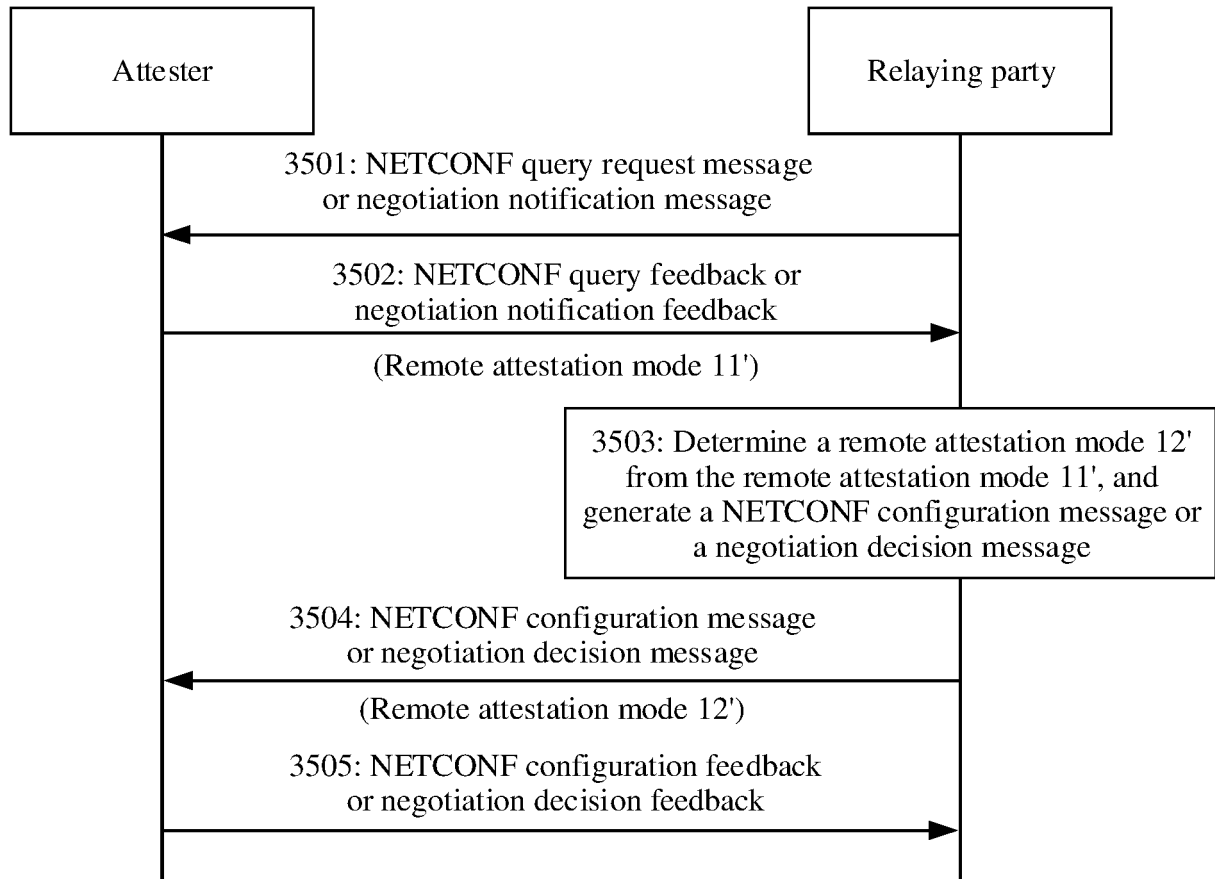 Attester
Relaying party
3501: NETCONF query request message
or negotiation notification message
3502: NETCONF query feedback or
negotiation notification feedback
(Remote attestation mode 11')
3503: Determine a remote attestation mode 12'
from the remote attestation mode 11', and
generate a NETCONF configuration message or
a negotiation decision message
3504: NETCONF configuration message
or negotiation decision message
(Remote attestation mode 12')
3505: NETCONF configuration feedback
or negotiation decision feedback